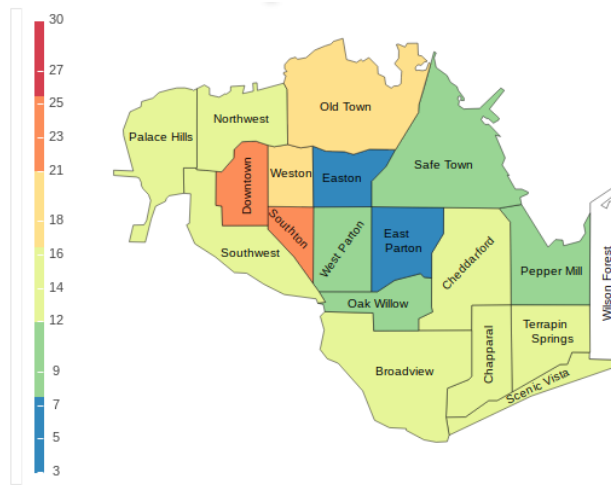 30
27
25
23
21
18
16
14
12
9
7
5
3
Old Town
Northwest
Palace Hills
Safe Town
Weston
Easton
Downtown
Southton
West Parton
East
Parton
Cheddarford
Southwest
Pepper Mill
Wilson Forest
Oak Willow
Terrapin
Springs
Chapparal
Broadview
Scenic Vista